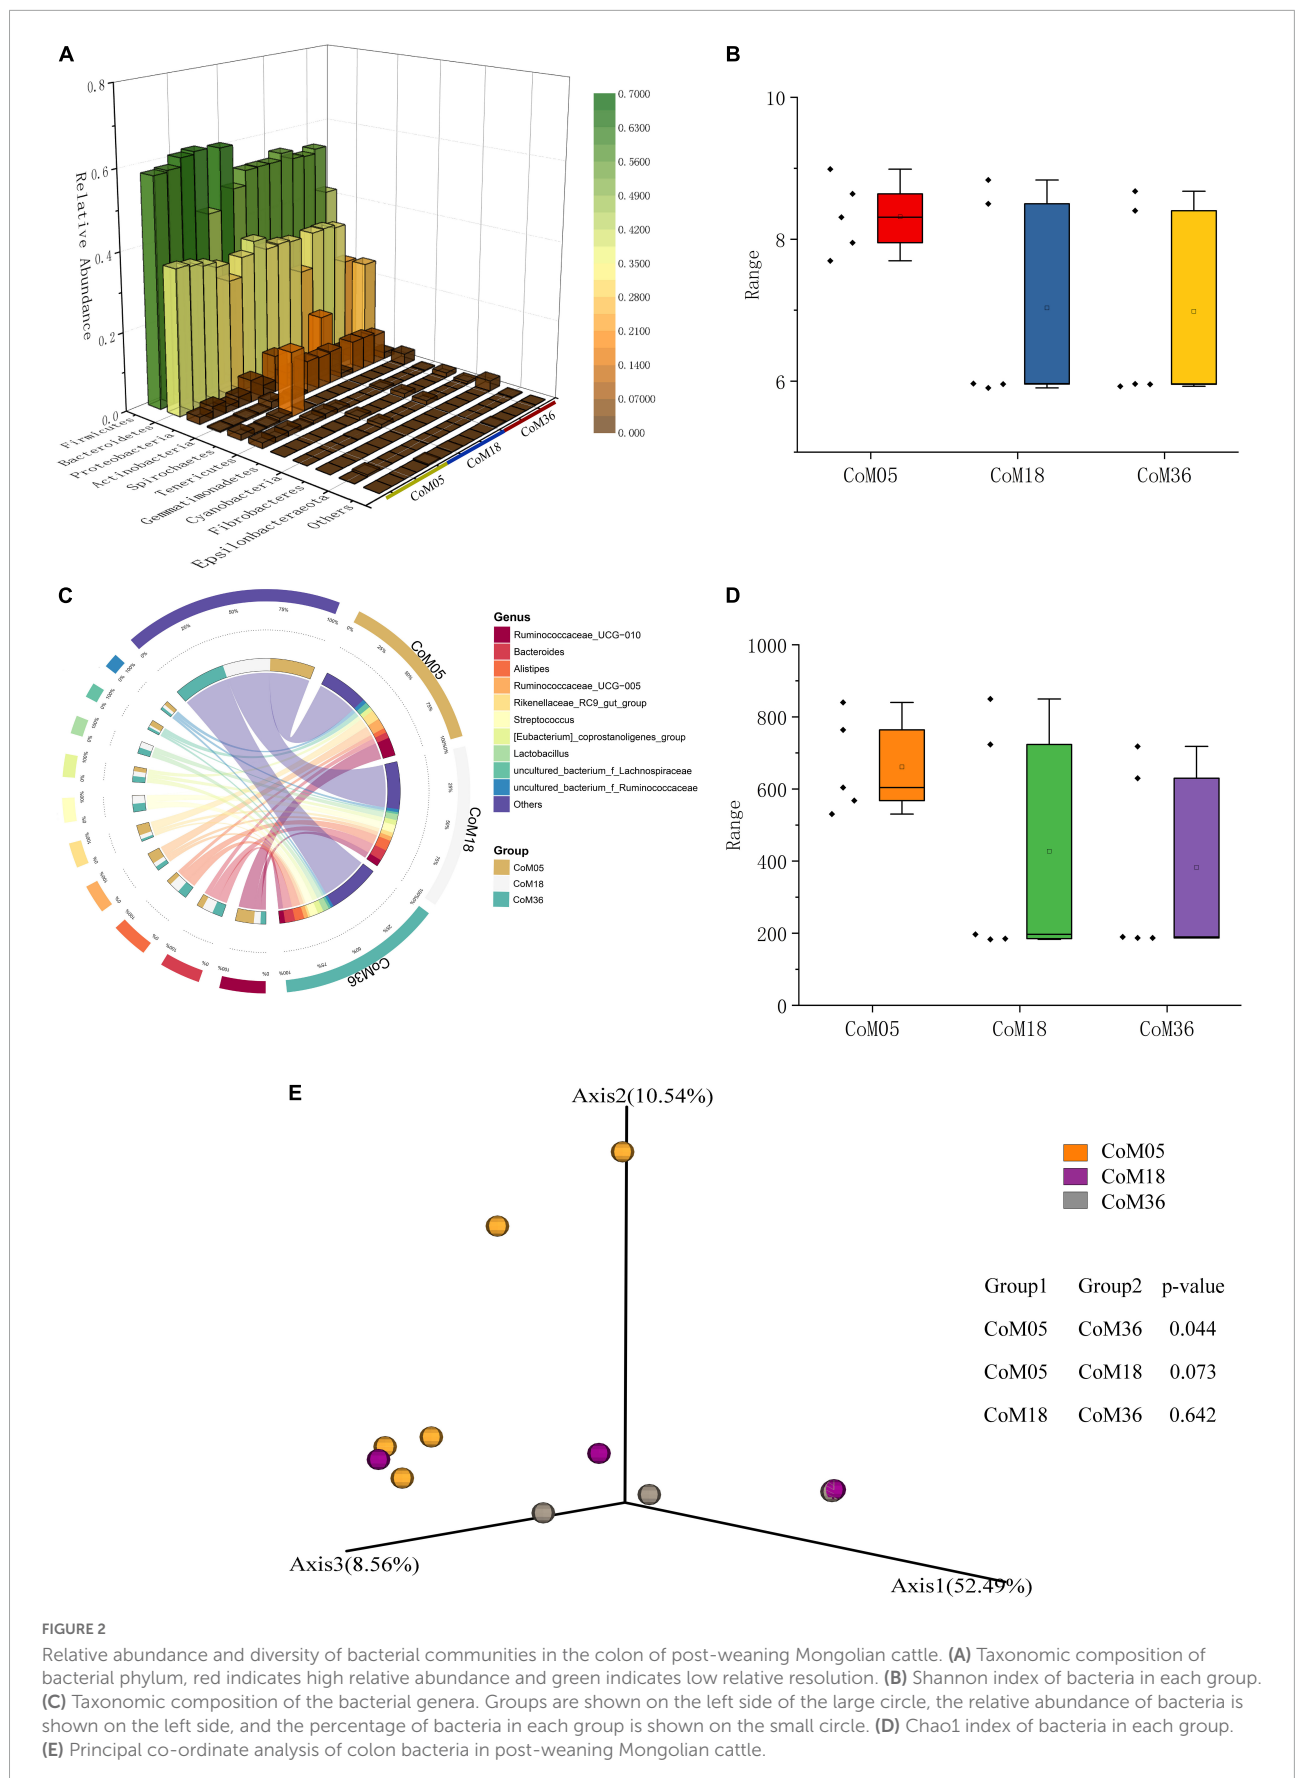 A
0.8
0.6
0.4
0.2
0.0
Relative Abundance
Firmicutes
Bacteroidetes
Proteobacteria
Actinobacteria
Spirochaetes
Tenericutes
Gemmatimonadetes
Cyanobacteria
Fibrobacteres
Epsilonbacteraeota
Others
CoM05
CoM18
CoM36
0.7000
0.6300
0.5600
0.4900
0.4200
0.3500
0.2800
0.2100
0.1400
0.07000
0.000
B
10
8
6
Range
CoM05 CoM18 CoM36
C
CoM05
CoM18
CoM36
Genus
Ruminococcaceae_UCG-010
Bacteroides
Alistipes
Ruminococcaceae_UCG-005
Rikenellaceae_RC9_gut_group
Streptococcus
[Eubacterium]_coprostanoligenes_group
Lactobacillus
uncultured_bacterium_f_Lachnospiraceae
uncultured_bacterium_f_Ruminococcaceae
Others
Group
CoM05
CoM18
CoM36
D
1000
800
600
400
200
0
Range
CoM05 CoM18 CoM36
E
Axis2(10.54%)
Axis3(8.56%)
Axis1(52.49%)
CoM05
CoM18
CoM36
Group1 Group2 p-value
CoM05 CoM36 0.044
CoM05 CoM18 0.073
CoM18 CoM36 0.642
FIGURE 2
Relative abundance and diversity of bacterial communities in the colon of post-weaning Mongolian cattle. (A) Taxonomic composition of
bacterial phylum, red indicates high relative abundance and green indicates low relative resolution. (B) Shannon index of bacteria in each group.
(C) Taxonomic composition of the bacterial genera. Groups are shown on the left side of the large circle, the relative abundance of bacteria is
shown on the left side, and the percentage of bacteria in each group is shown on the small circle. (D) Chao1 index of bacteria in each group.
(E) Principal co-ordinate analysis of colon bacteria in post-weaning Mongolian cattle.